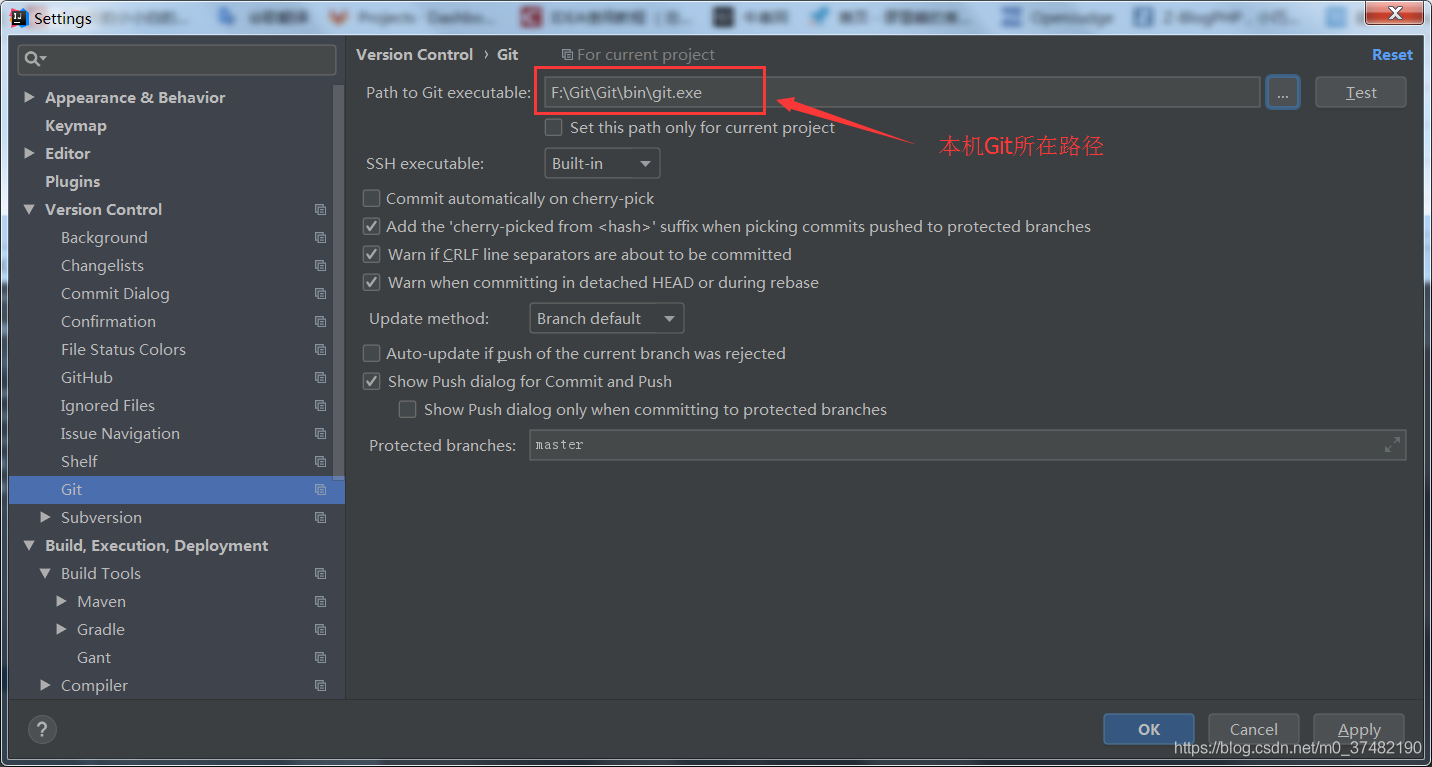 Settings
Version Control › Git
For current project
Reset
Appearance & Behavior
Keymap
Editor
Plugins
Version Control
Background
Changelists
Commit Dialog
Confirmation
File Status Colors
GitHub
Ignored Files
Issue Navigation
Shelf
Git
Subversion
Build, Execution, Deployment
Build Tools
Maven
Gradle
Gant
Compiler
Path to Git executable: F:\Git\Git\bin\git.exe ... Test
本机Git所在路径
Set this path only for current project
SSH executable: Built-in
Commit automatically on cherry-pick
Add the 'cherry-picked from <hash>' suffix when picking commits pushed to protected branches
Warn if CRLF line separators are about to be committed
Warn when committing in detached HEAD or during rebase
Update method: Branch default
Auto-update if push of the current branch was rejected
Show Push dialog for Commit and Push
Show Push dialog only when committing to protected branches
Protected branches: master
?
OK Cancel Apply
https://blog.csdn.net/m0_37482190